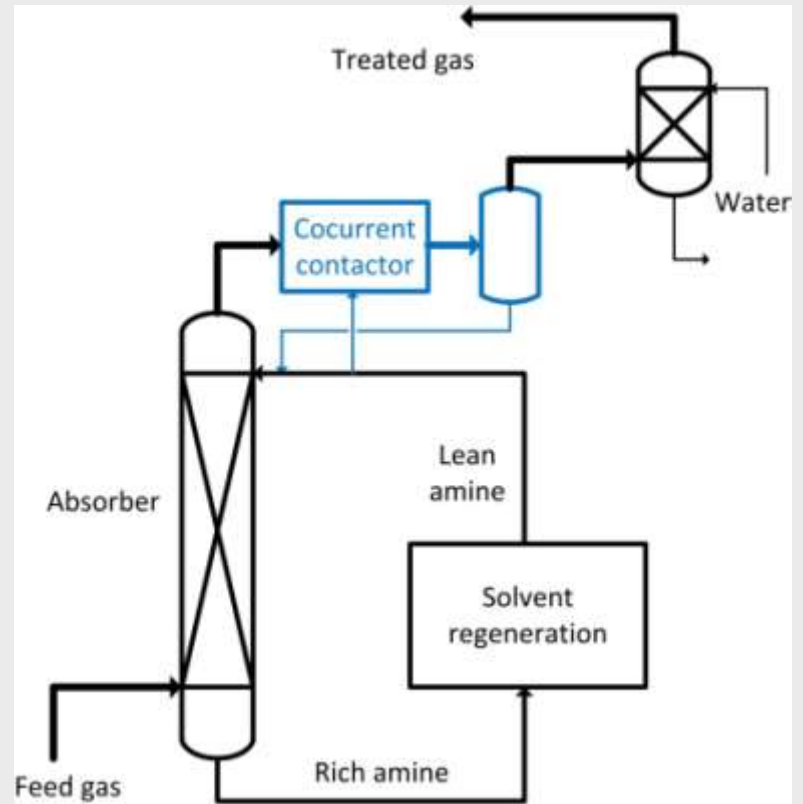 Treated gas
Water
Cocurrent
contactor
Lean
amine
Absorber
Solvent
regeneration
Rich amine
Feed gas